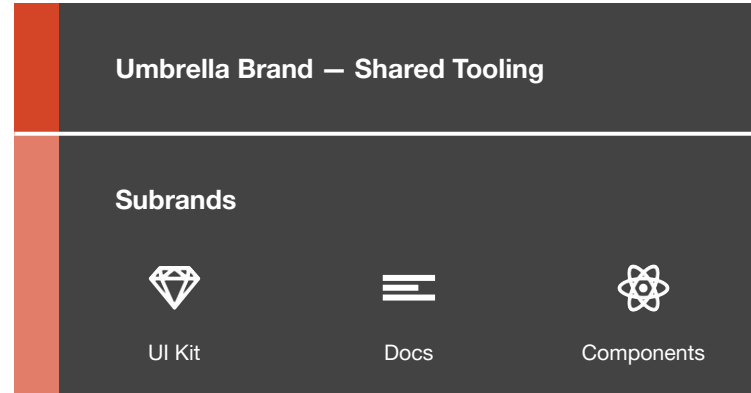 Umbrella Brand — Shared Tooling
Subrands
UI Kit
Docs
Components